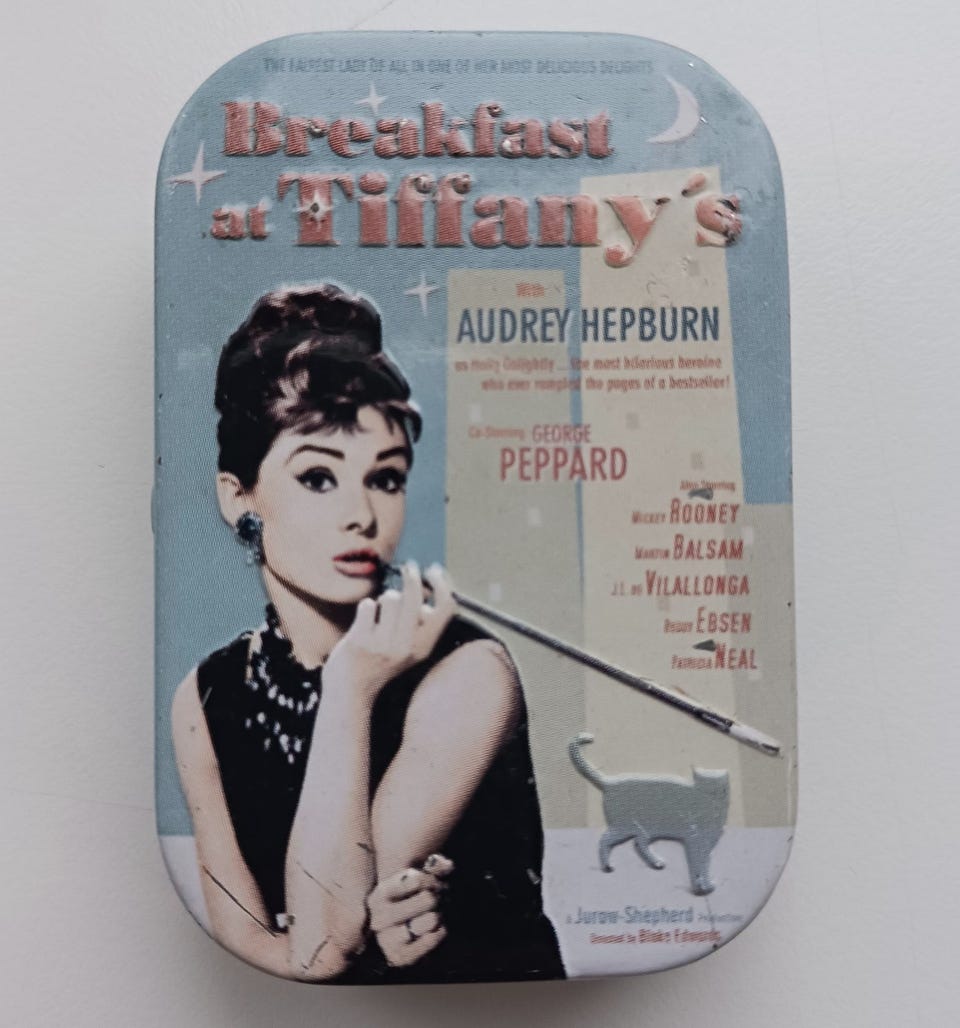 THE FAIREST LADY OF ALL IN ONE OF HER MOST DELICIOUS DELIGHTS
Breakfast
at Tiffany's
With
AUDREY HEPBURN
as Holly Golightly ...the most hilarious heroine
who ever rumpled the pages of a bestseller!
Co-Starring GEORGE
PEPPARD
Also Starring
MICKEY ROONEY
MARTIN BALSAM
J.L. DE VILALLONGA
BUDDY EBSEN
PATRICIA NEAL
A Jurow-Shepherd Production
Directed by Blake Edwards